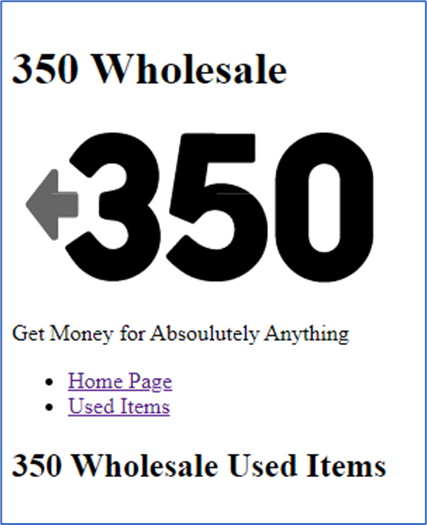 350 Wholesale
350
Get Money for Absoulutely Anything
Home Page
Used Items
350 Wholesale Used Items